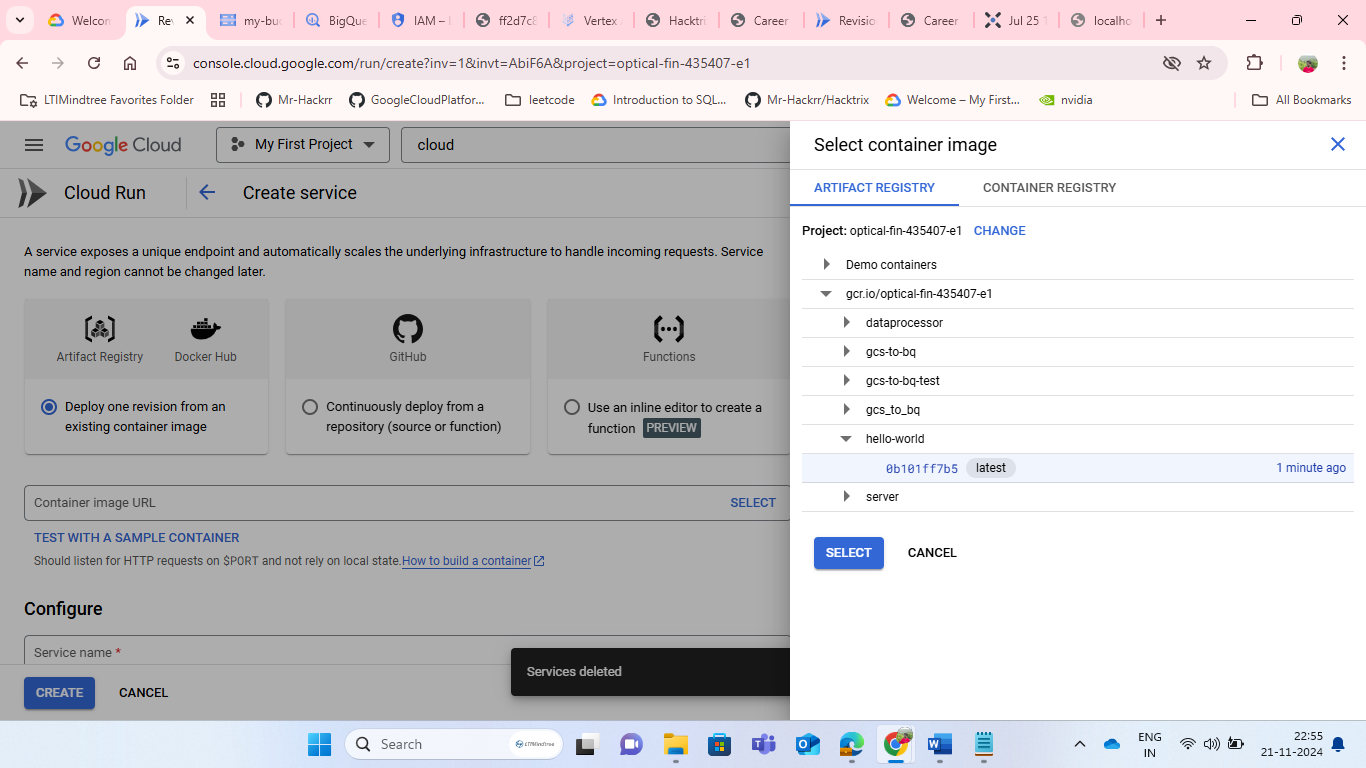 Welcom
Rev
my-buc
BigQue
IAM – I
ff2d7c8
Vertex A
Hacktri
Career
Revision
Career
Jul 25 1
localho
console.cloud.google.com/run/create?inv=1&invt=AbiF6A&project=optical-fin-435407-e1
LTIMindtree Favorites Folder
Mr-Hackrr
GoogleCloudPlatfor...
leetcode
Introduction to SQL...
Mr-Hackrr/Hacktrix
Welcome – My First...
nvidia
All Bookmarks
Google Cloud
My First Project
cloud
Cloud Run
Create service
A service exposes a unique endpoint and automatically scales the underlying infrastructure to handle incoming requests. Service
name and region cannot be changed later.
Artifact Registry
Docker Hub
GitHub
Functions
Deploy one revision from an
existing container image
Continuously deploy from a
repository (source or function)
Use an inline editor to create a
function PREVIEW
Container image URL
SELECT
TEST WITH A SAMPLE CONTAINER
Should listen for HTTP requests on $PORT and not rely on local state. How to build a container
Configure
Service name *
CREATE
CANCEL
Services deleted
Select container image
ARTIFACT REGISTRY
CONTAINER REGISTRY
Project: optical-fin-435407-e1 CHANGE
Demo containers
gcr.io/optical-fin-435407-e1
dataprocessor
gcs-to-bq
gcs-to-bq-test
gcs_to_bq
hello-world
0b101ff7b5 latest 1 minute ago
server
SELECT
CANCEL
Search
LTIMindtree
ENG
IN
22:55
21-11-2024